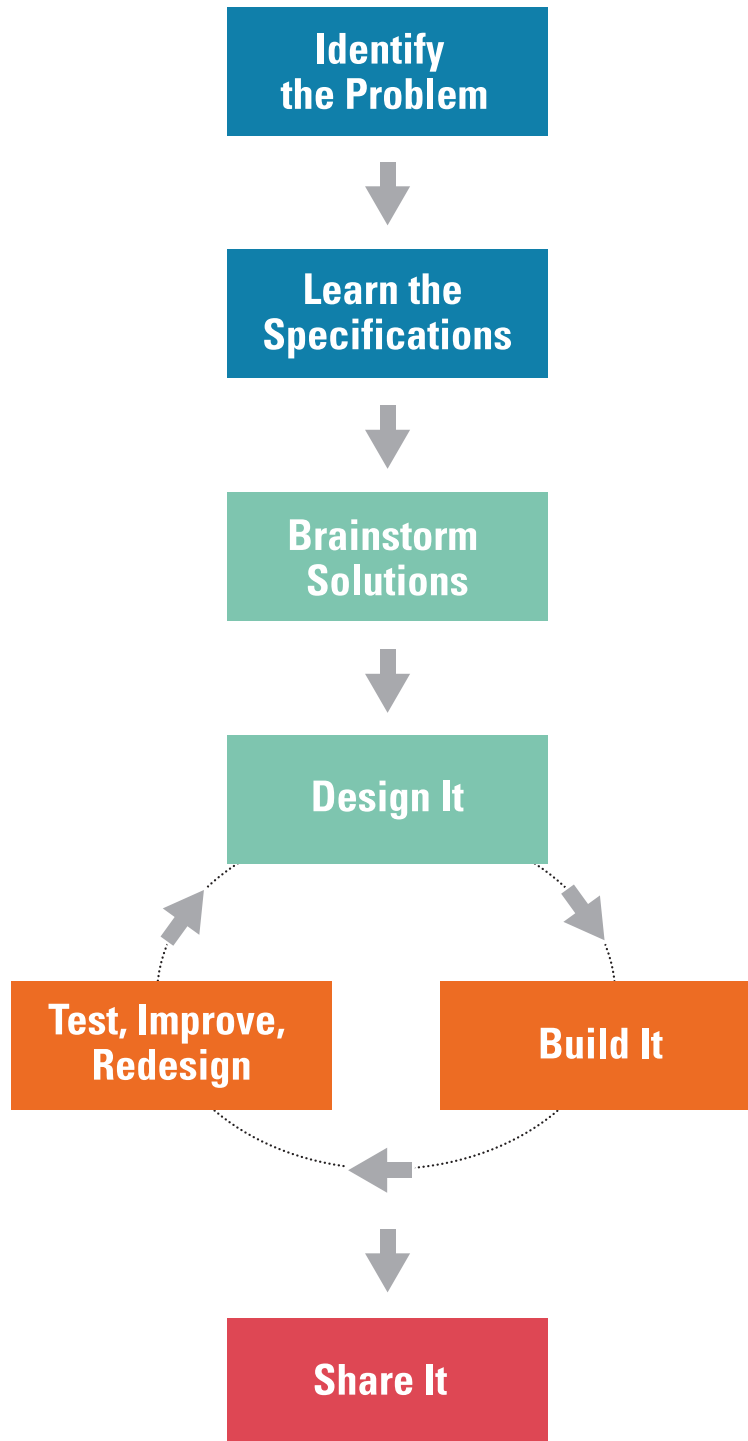 Identify
the Problem
Learn the
Specifications
Brainstorm
Solutions
Design It
Test, Improve,
Redesign
Build It
Share It